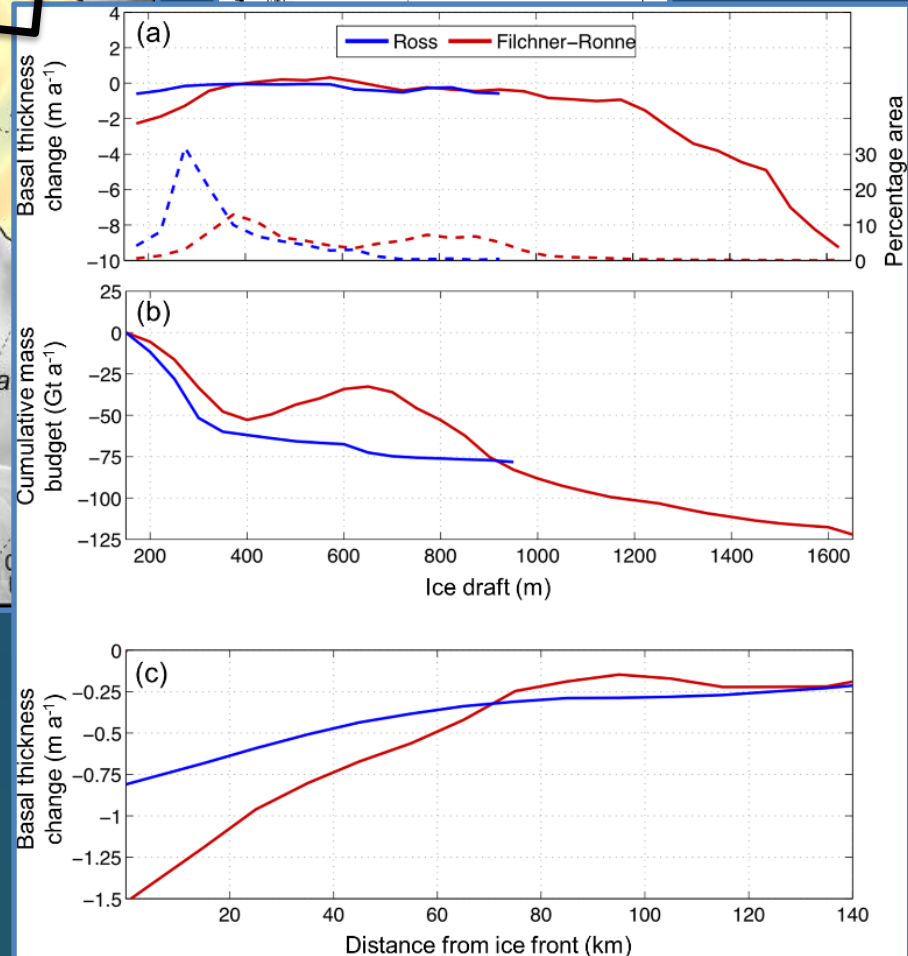 (a)
Ross
Filchner−Ronne
Basal thickness
change (m a-1)
4
2
0
−2
−4
−6
−8
−10
30
20
10
0
Percentage area
(b)
Cumulative mass
budget (Gt a-1)
25
0
−25
−50
−75
−100
−125
200 400 600 800 1000 1200 1400 1600
Ice draft (m)
(c)
Basal thickness
change (m a-1)
0
−0.25
−0.5
−0.75
−1
−1.25
−1.5
20 40 60 80 100 120 140
Distance from ice front (km)